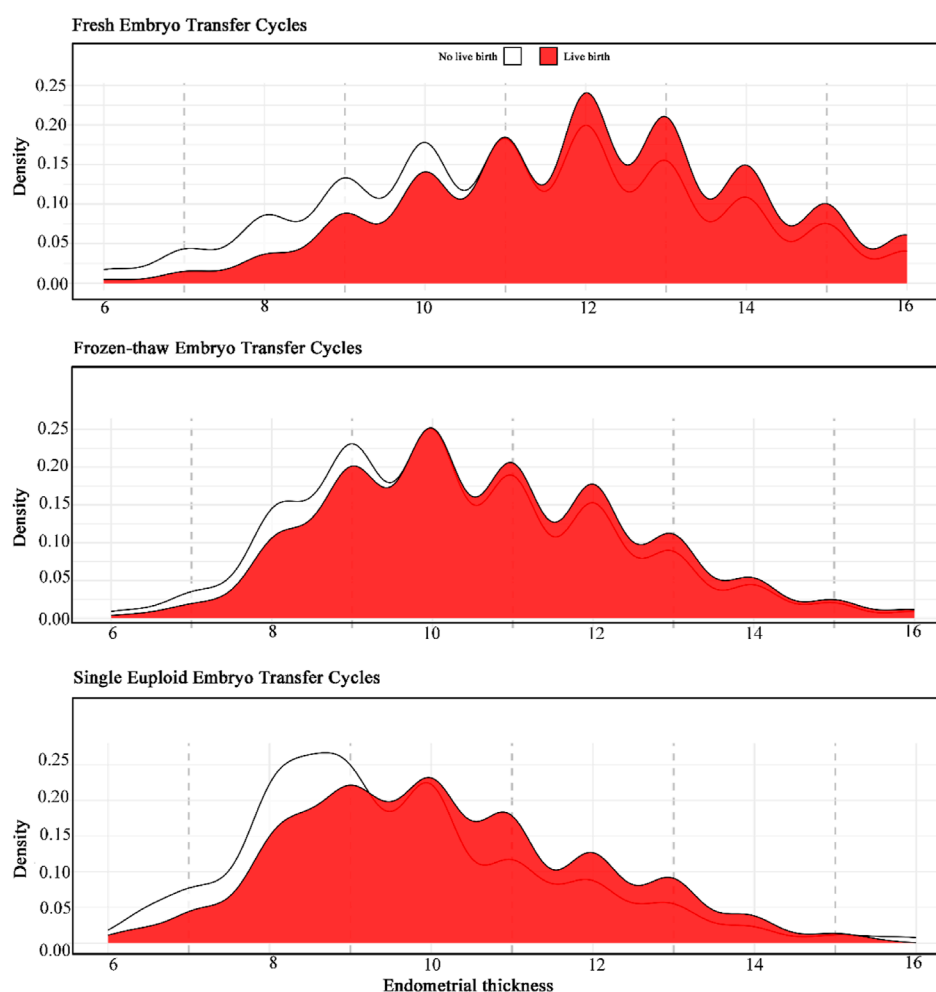 Fresh Embryo Transfer Cycles
No live birth Live birth
Density
0.25
0.20
0.15
0.10
0.05
0.00
6 8 10 12 14 16
Frozen-thaw Embryo Transfer Cycles
Density
0.25
0.20
0.15
0.10
0.05
0.00
6 8 10 12 14 16
Single Euploid Embryo Transfer Cycles
Density
0.25
0.20
0.15
0.10
0.05
0.00
6 8 10 12 14 16
Endometrial thickness